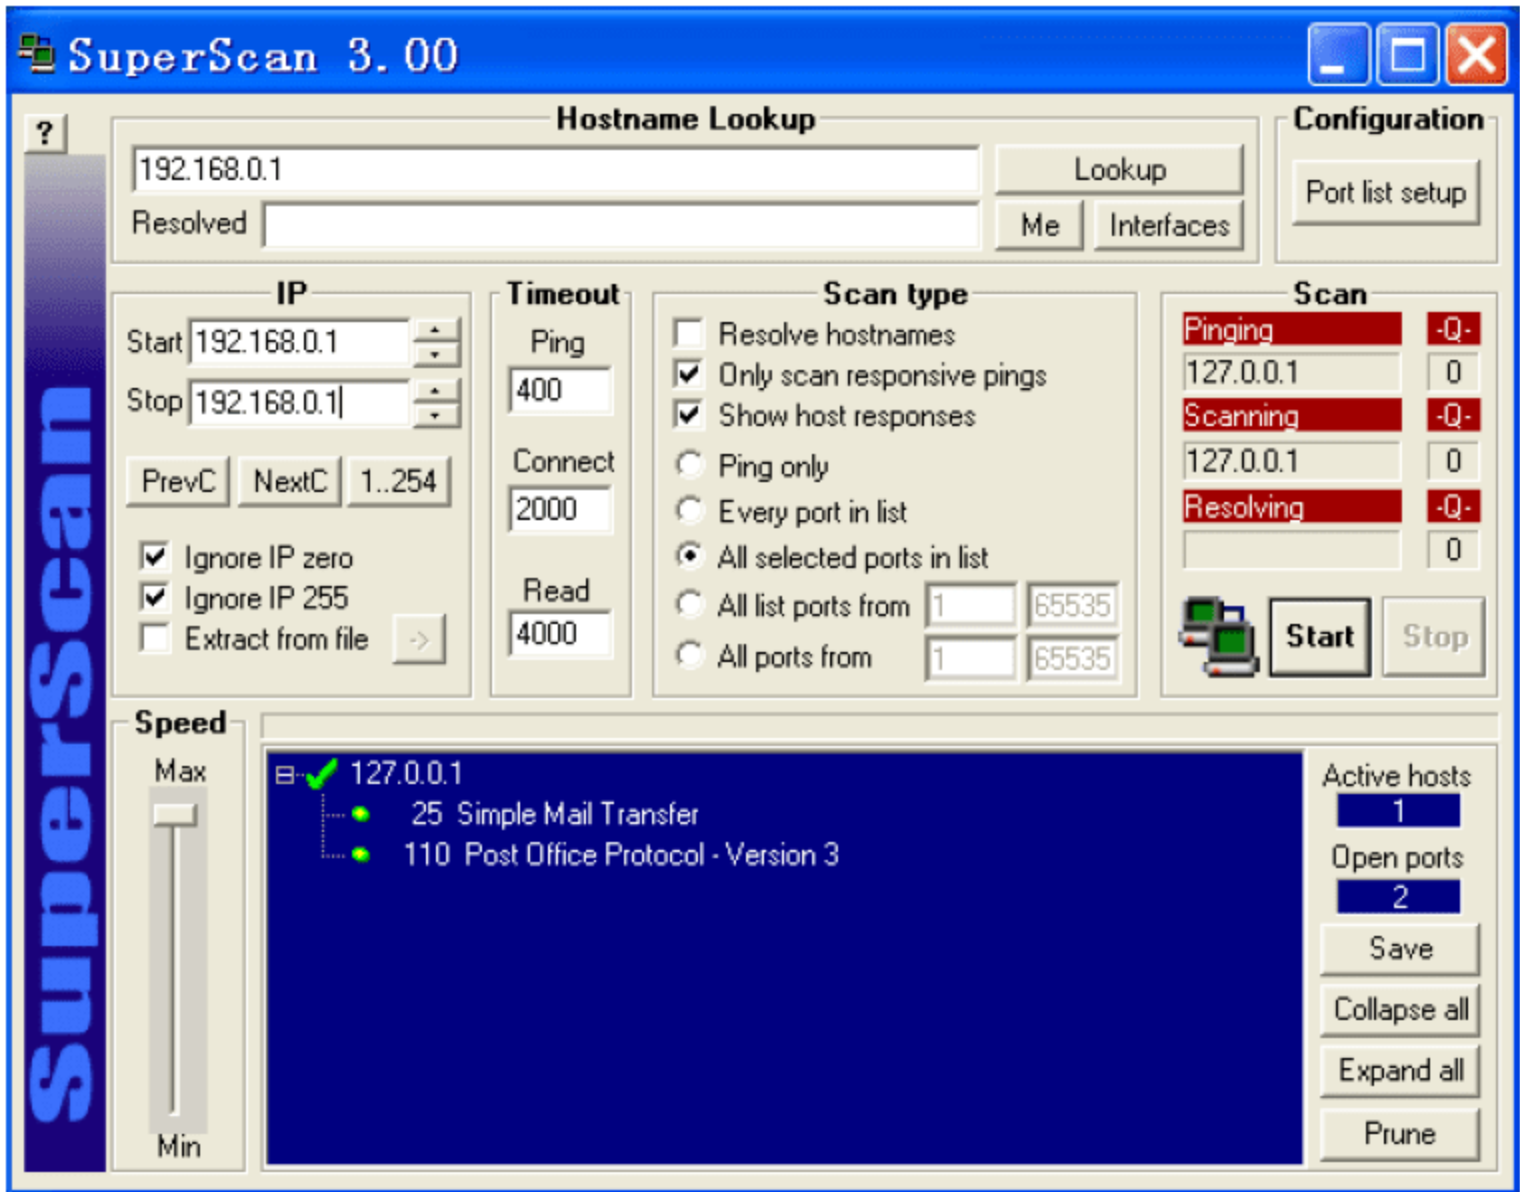 SuperScan 3.00
?
Hostname Lookup
Configuration
192.168.0.1
Lookup
Port list setup
Resolved
Me
Interfaces
IP
Timeout
Scan type
Scan
Start 192.168.0.1
Stop 192.168.0.1
PrevC
NextC
1..254
Ignore IP zero
Ignore IP 255
Extract from file
->
Ping
400
Connect
2000
Read
4000
Resolve hostnames
Only scan responsive pings
Show host responses
Ping only
Every port in list
All selected ports in list
All list ports from 1 65535
All ports from 1 65535
Pinging -Q-
127.0.0.1 0
Scanning -Q-
127.0.0.1 0
Resolving -Q-
0
Start
Stop
SuperScan
Speed
Max
Min
127.0.0.1
25 Simple Mail Transfer
110 Post Office Protocol - Version 3
Active hosts
1
Open ports
2
Save
Collapse all
Expand all
Prune